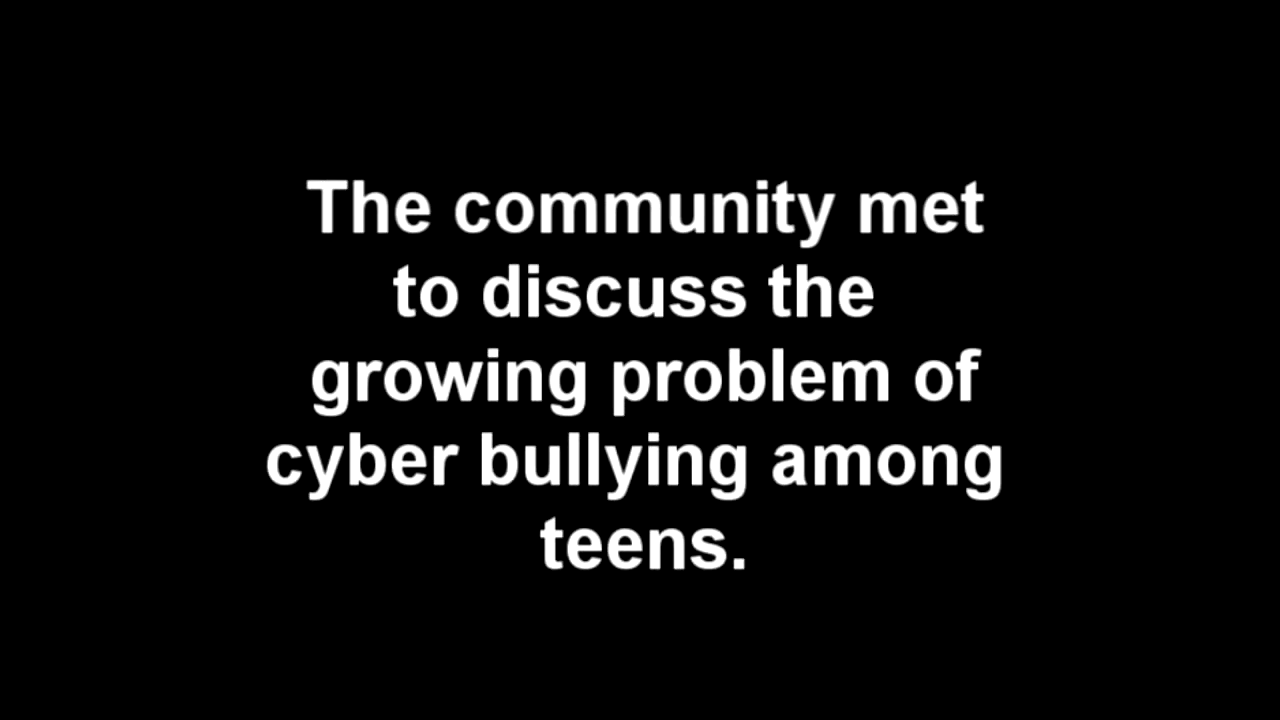 The community met
to discuss the
growing problem of
cyber bullying among
teens.